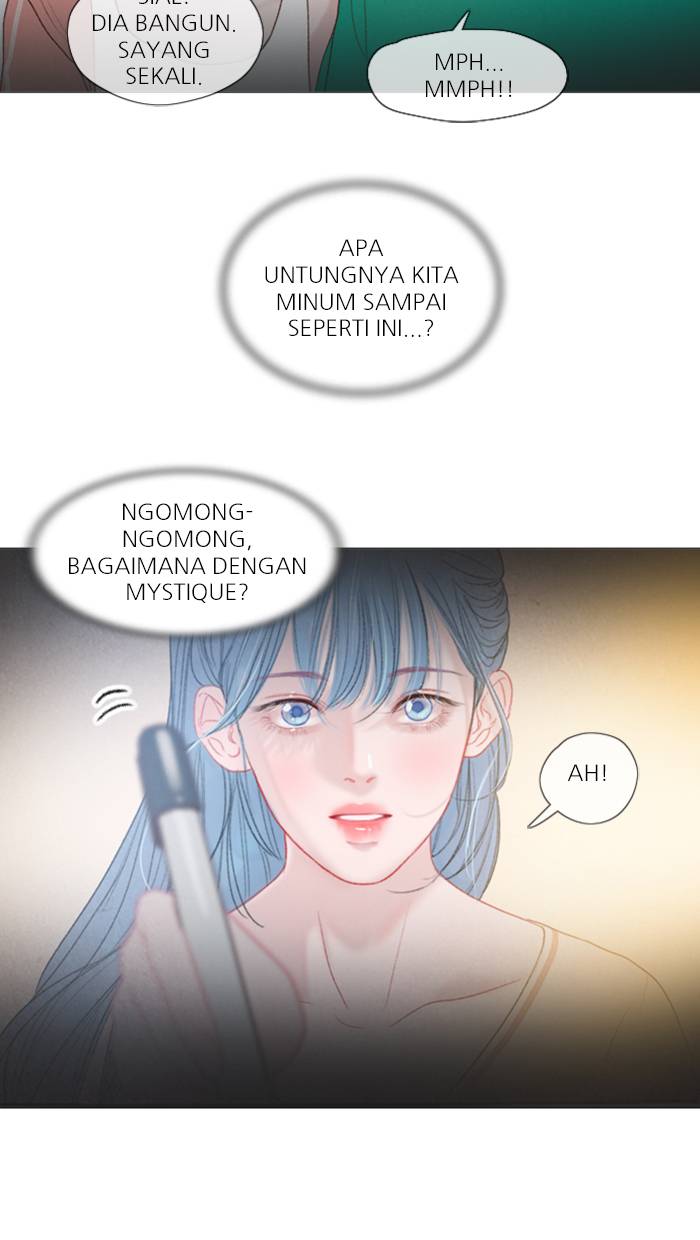 DIA BANGUN.
SAYANG
SEKALI.
MPH...
MMPH!!
APA
UNTUNGNYA KITA
MINUM SAMPAI
SEPERTI INI...?
NGOMONG-
NGOMONG,
BAGAIMANA DENGAN
MYSTIQUE?
AH!